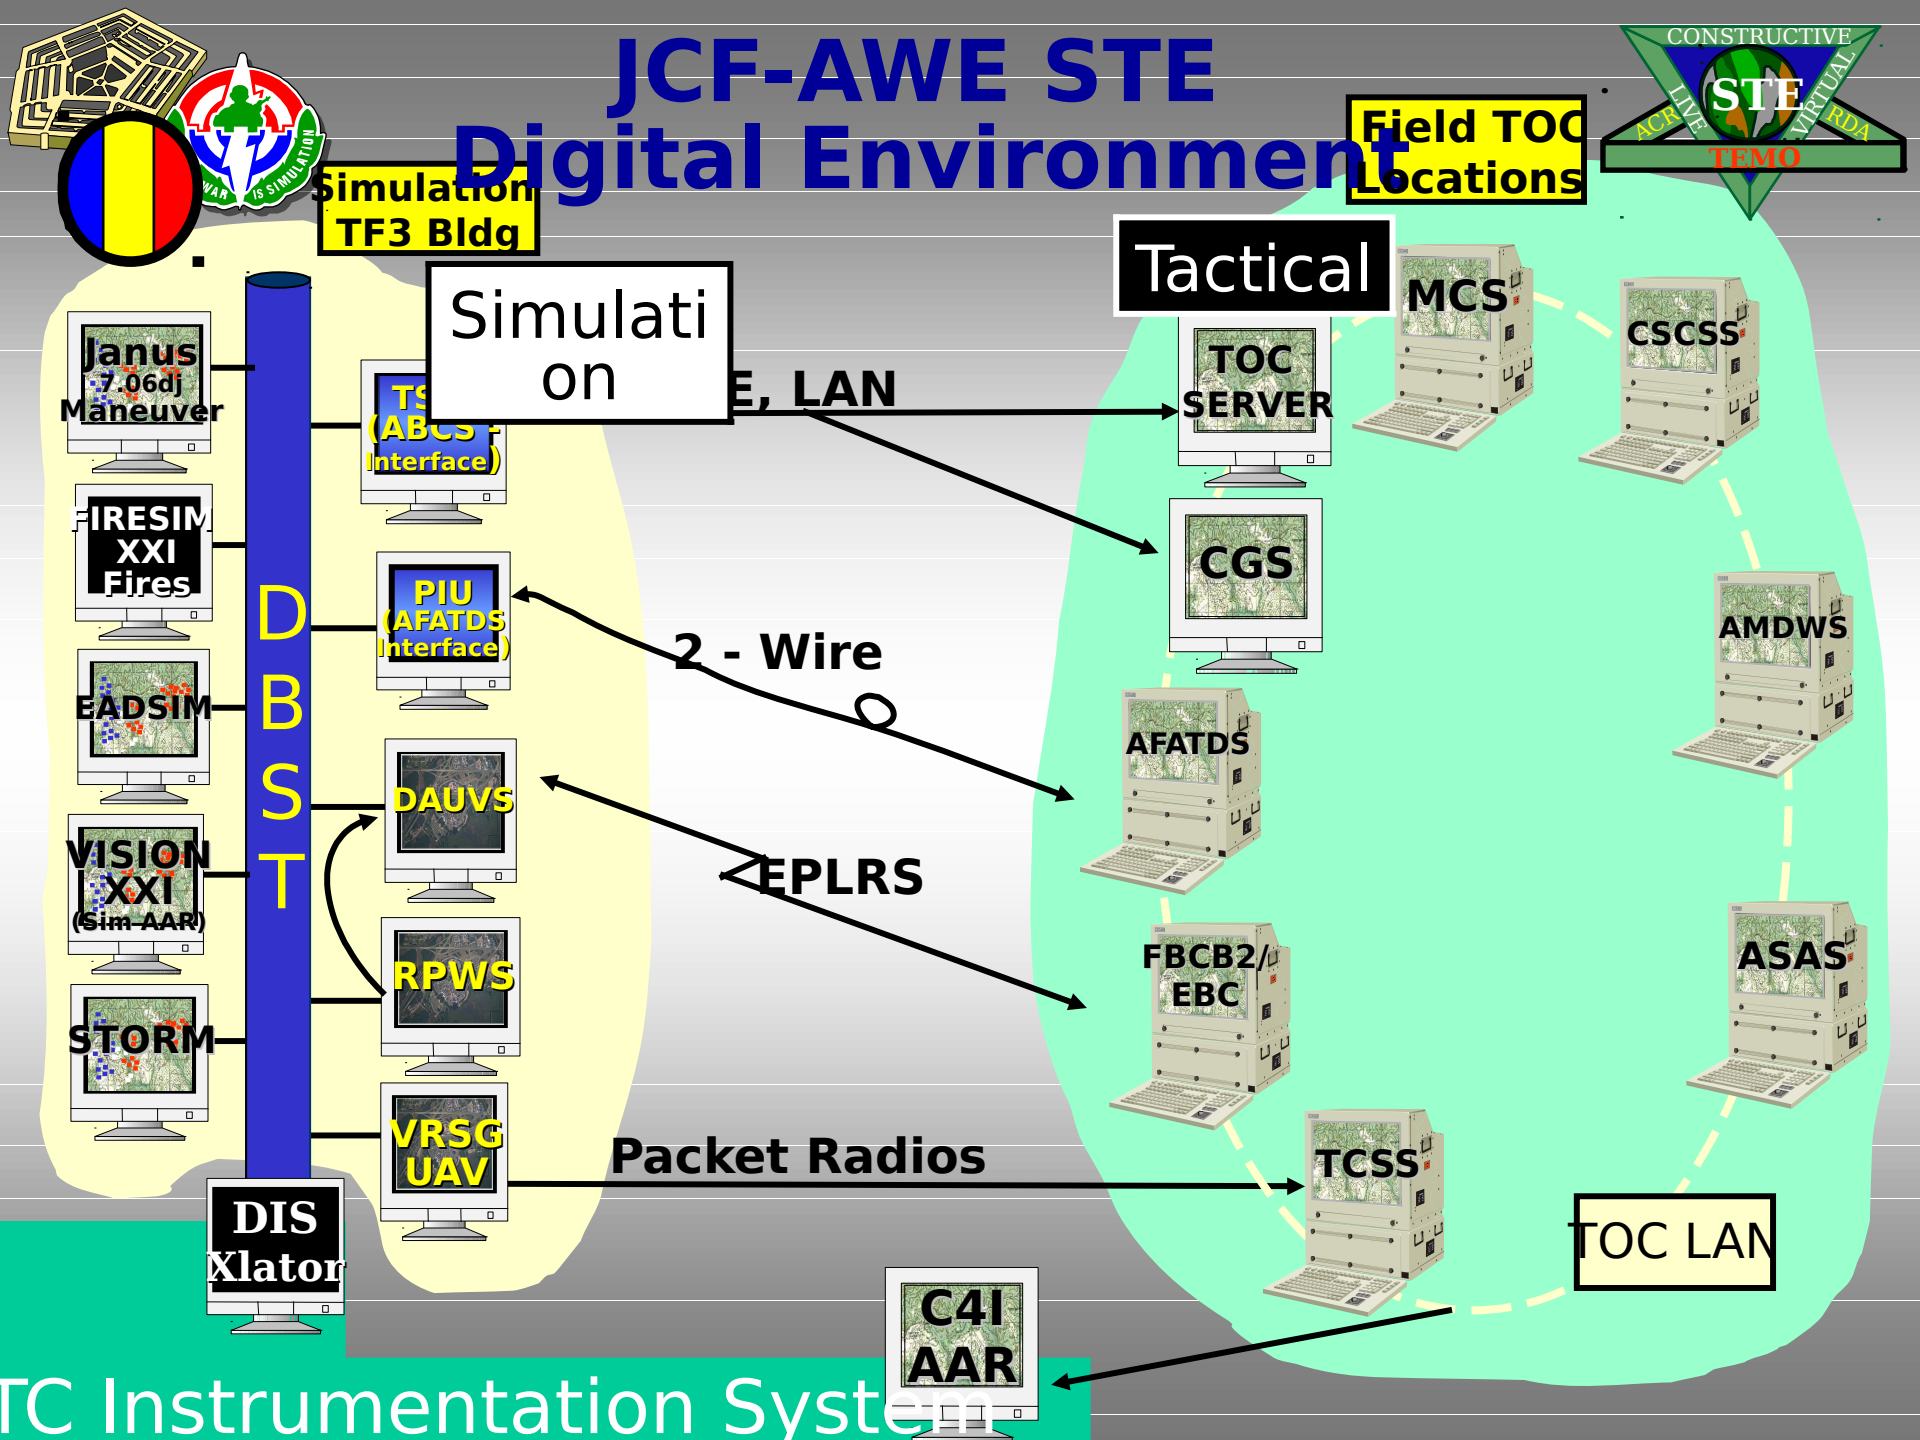 JCF-AWE STE
Digital Environment
CONSTRUCTIVE
LIVE
VIRTUAL
STE
ACR
RDA
TEMO
WAR IS SIMULATION
Simulation
TF3 Bldg
Field TOC
Locations
Simulati
on
Tactical
Janus
7.06dj
Maneuver
FIRESIM
XXI
Fires
EADSIM
VISION
XXI
(Sim AAR)
STORM
D
B
S
T
(ABCS -
Interface)
PIU
(AFATDS
Interface)
DAUVS
RPWS
VRSG
UAV
DIS
Xlator
E, LAN
2 - Wire
EPLRS
Packet Radios
TOC
SERVER
CGS
MCS
CSCSS
AMDWS
AFATDS
FBCB2/
EBC
ASAS
TCSS
TOC LAN
C4I
AAR
TC Instrumentation System